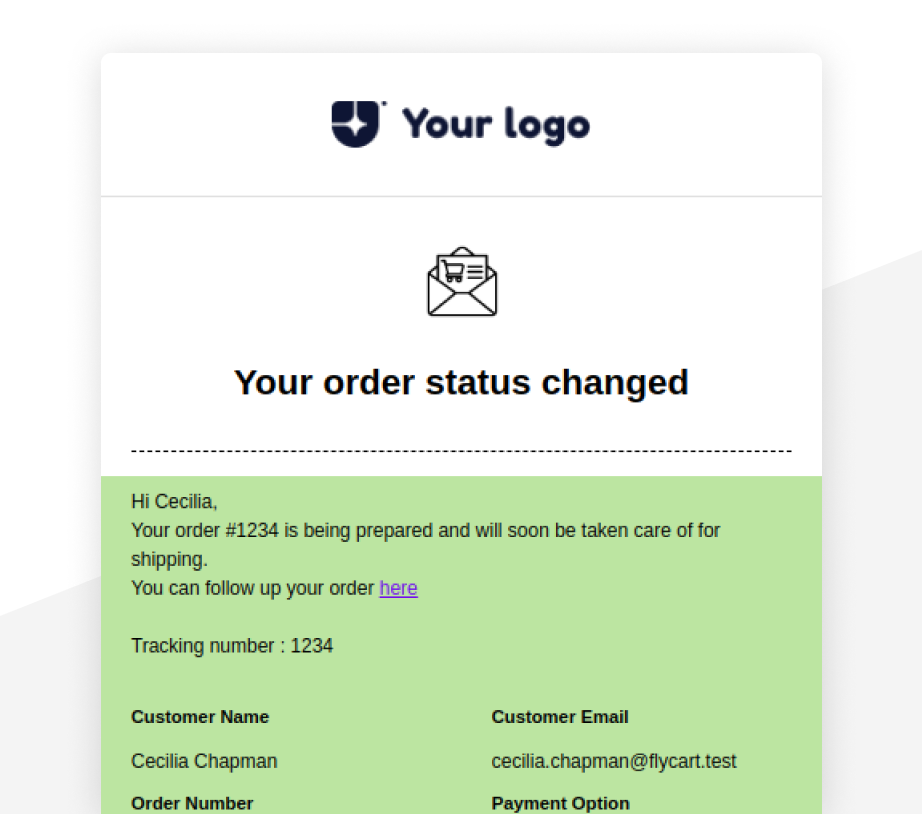 Your logo
Your order status changed
Hi Cecilia,
Your order #1234 is being prepared and will soon be taken care of for
shipping.
You can follow up your order here
Tracking number : 1234
Customer Name
Customer Email
Cecilia Chapman
cecilia.chapman@flycart.test
Order Number
Payment Option